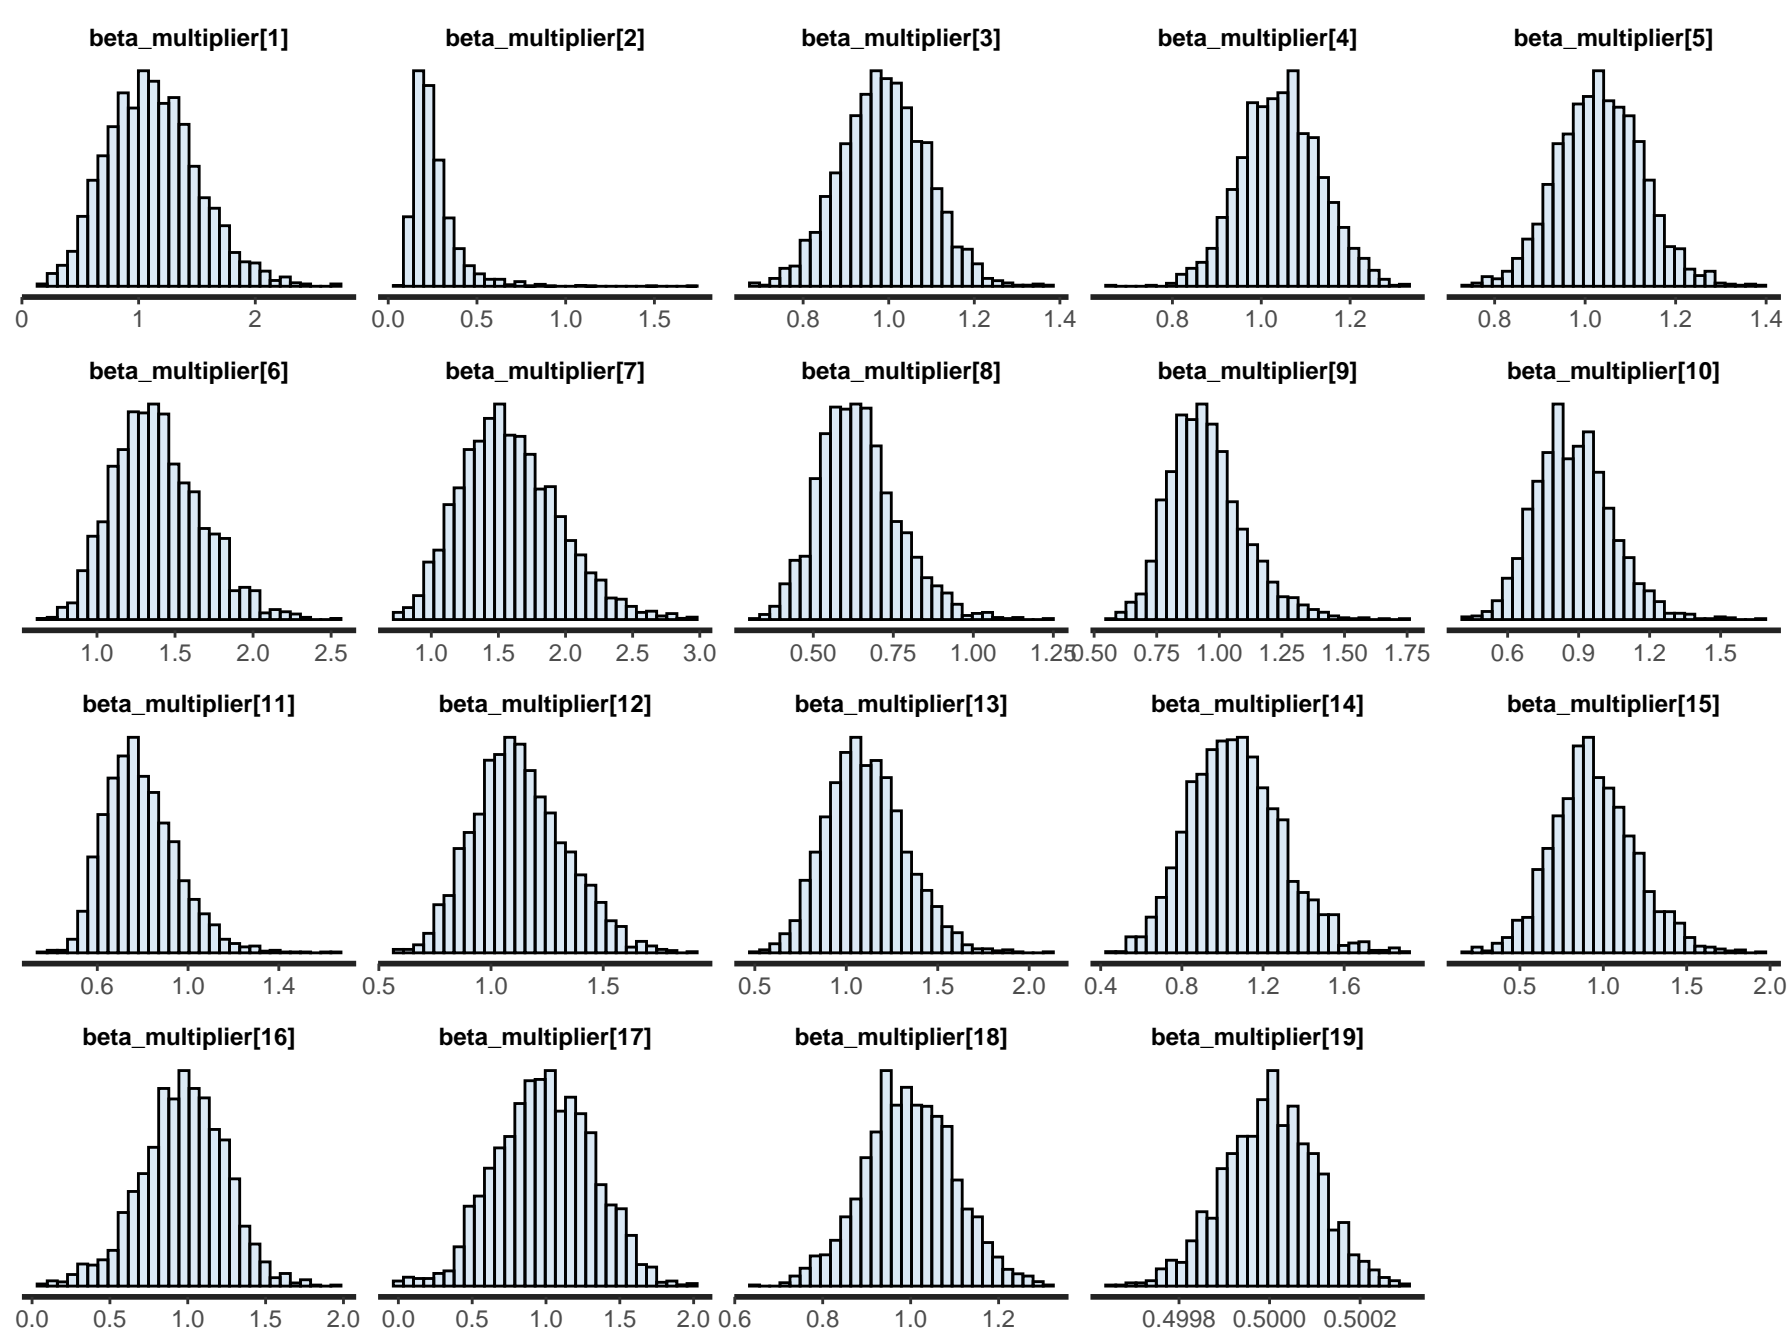 beta_multiplier[1] beta_multiplier[2] beta_multiplier[3] beta_multiplier[4] beta_multiplier[5]
0 1 2 0.0 0.5 1.0 1.5 0.8 1.0 1.2 1.4 0.8 1.0 1.2 0.8 1.0 1.2 1.4
beta_multiplier[6] beta_multiplier[7] beta_multiplier[8] beta_multiplier[9] beta_multiplier[10]
1.0 1.5 2.0 2.5 1.0 1.5 2.0 2.5 3.0 0.50 0.75 1.00 1.25 0.50 0.75 1.00 1.25 1.50 1.75 0.6 0.9 1.2 1.5
beta_multiplier[11] beta_multiplier[12] beta_multiplier[13] beta_multiplier[14] beta_multiplier[15]
0.6 1.0 1.4 0.5 1.0 1.5 0.5 1.0 1.5 2.0 0.4 0.8 1.2 1.6 0.5 1.0 1.5 2.0
beta_multiplier[16] beta_multiplier[17] beta_multiplier[18] beta_multiplier[19]
0.0 0.5 1.0 1.5 2.0 0.0 0.5 1.0 1.5 2.0 0.6 0.8 1.0 1.2 0.4998 0.5000 0.5002